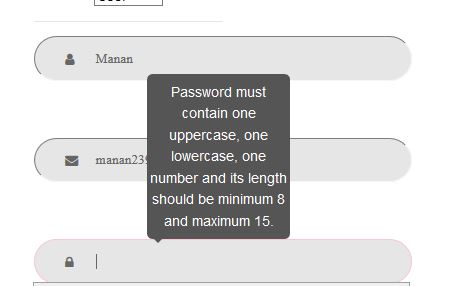 Manan
Password must
contain one
uppercase, one
manan239
lowercase, one
number and its length
should be minimum 8
and maximum 15.